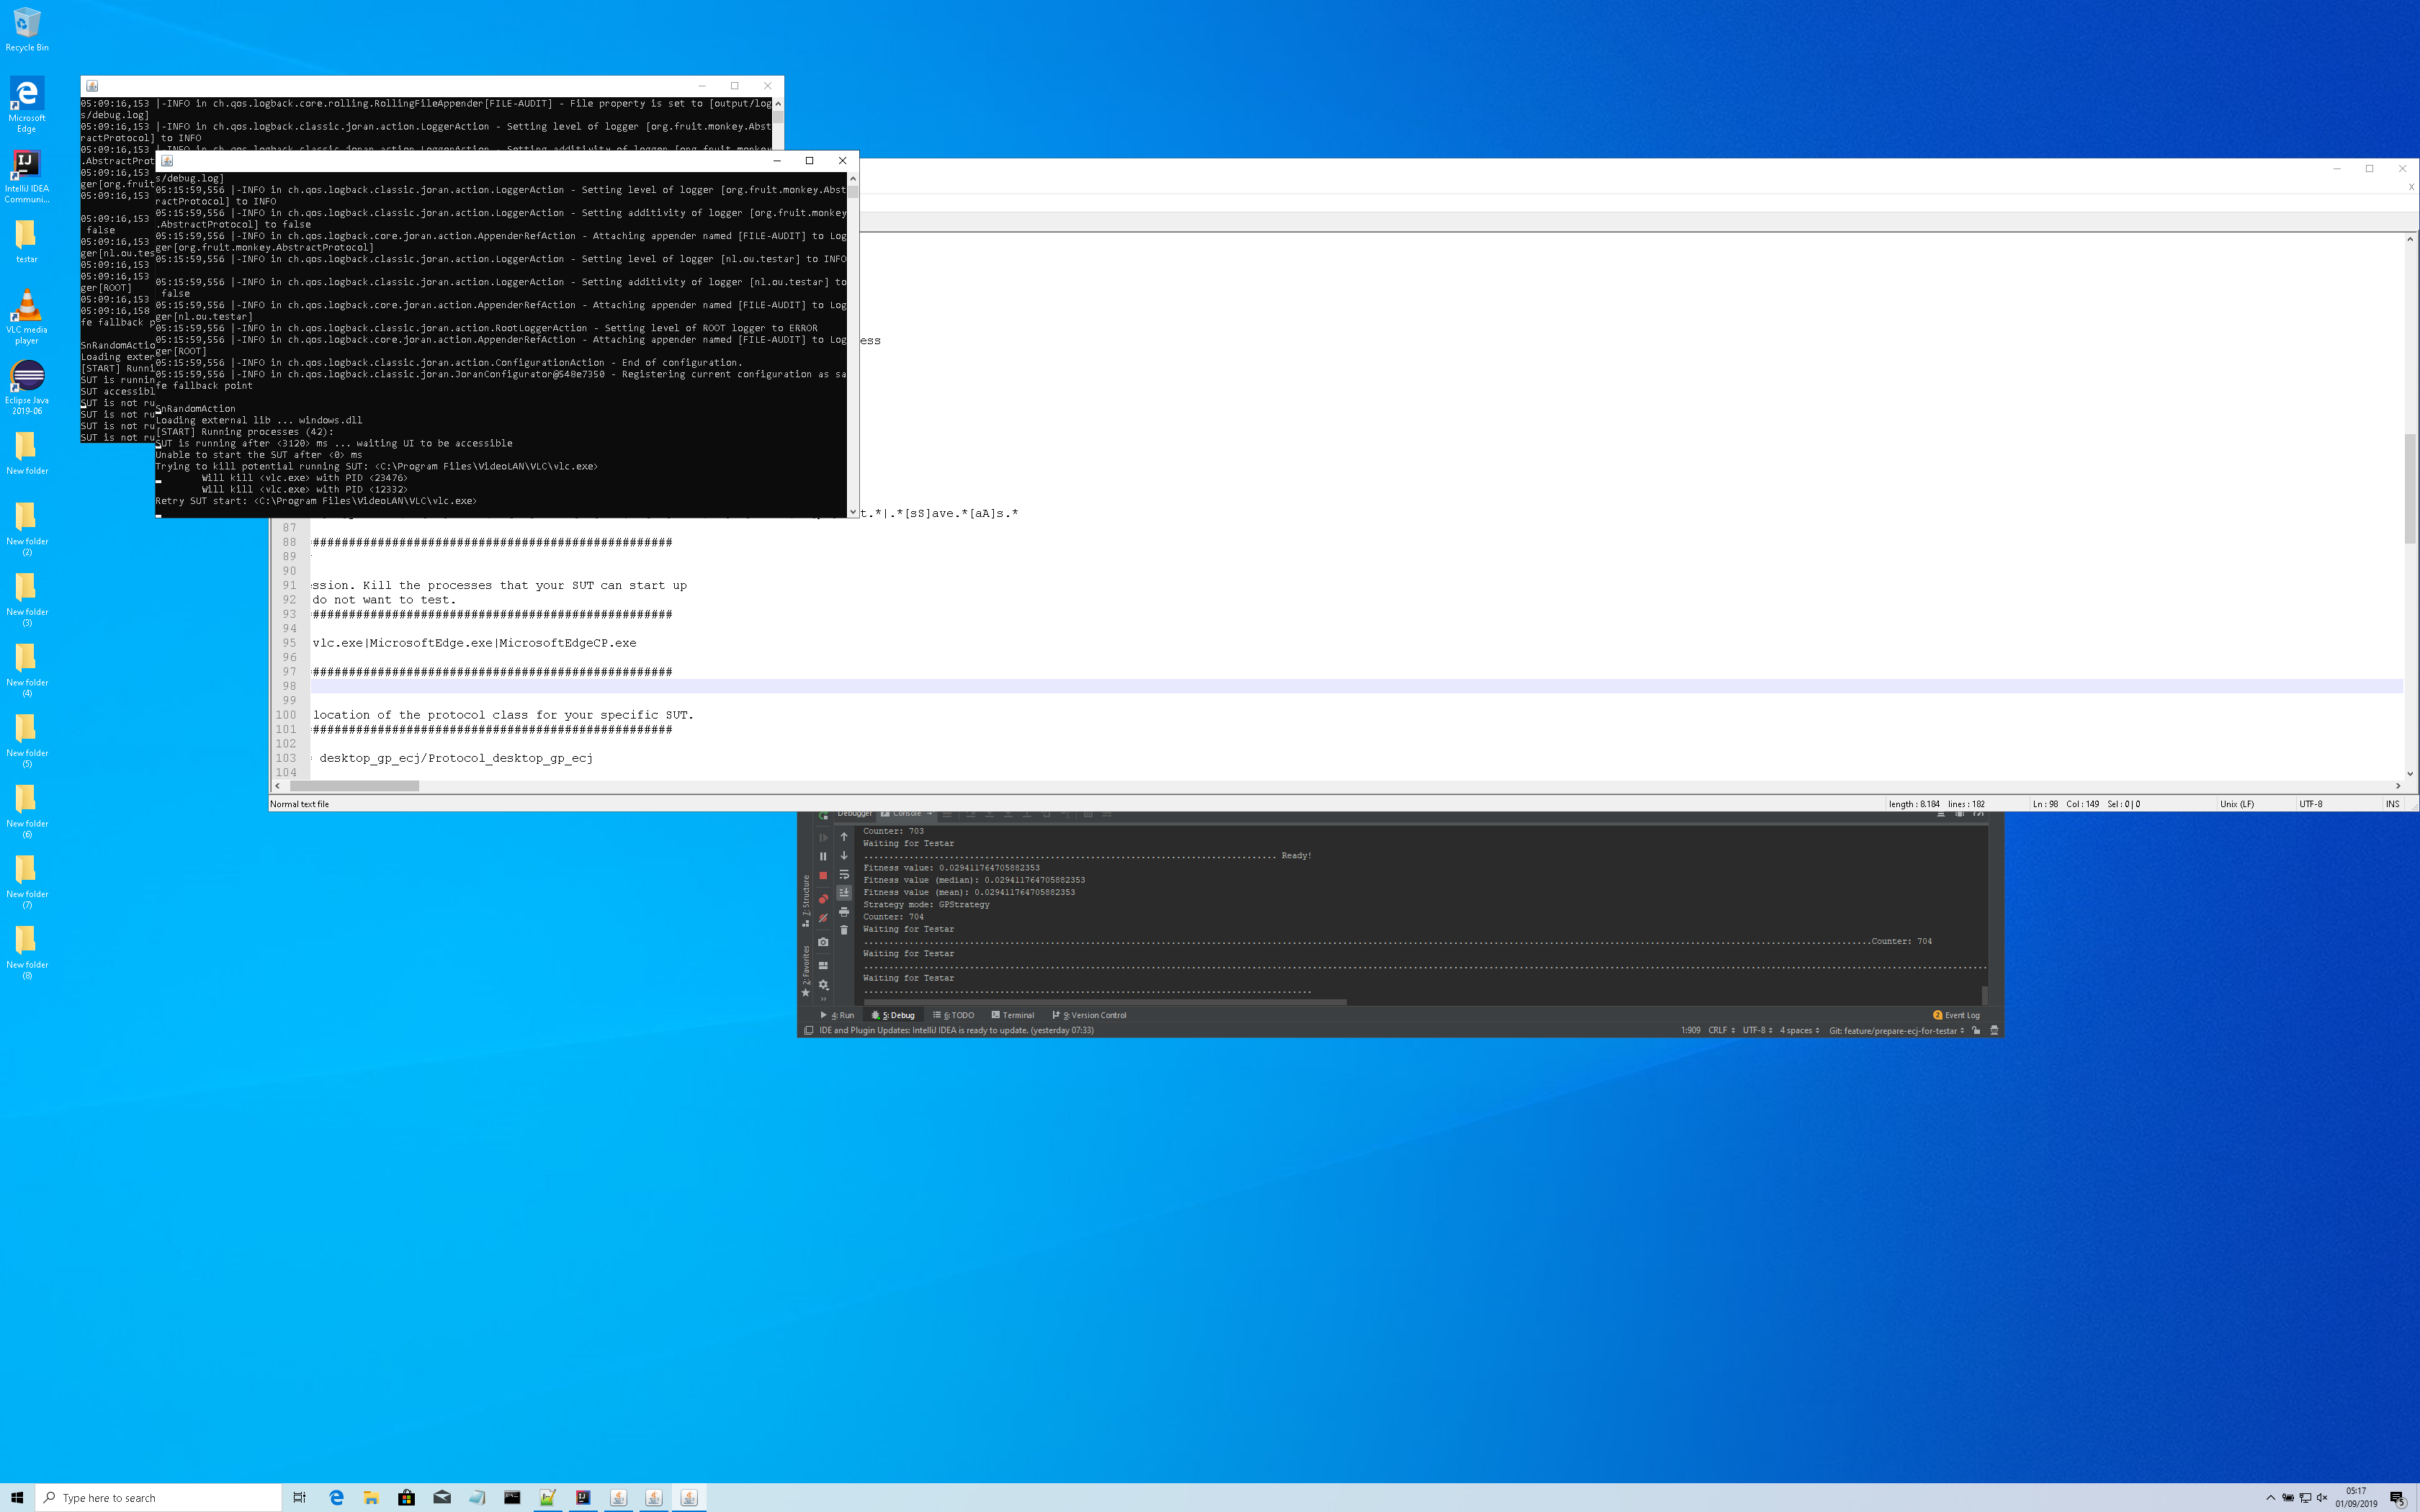 Recycle Bin
Microsoft
Edge
IntelliJ IDEA
Communi...
testar
VLC media
player
Eclipse Java
2019-06
New folder
New folder
(2)
New folder
(3)
New folder
(4)
New folder
(5)
New folder
(6)
New folder
(7)
New folder
(8)
05:09:16,153 |-INFO in ch.qos.logback.core.rolling.RollingFileAppender[FILE-AUDIT] - File property is set to [output/log
s/debug.log]
05:09:16,153 |-INFO in ch.qos.logback.classic.joran.action.LoggerAction - Setting level of logger [org.fruit.monkey.Abst
ractProtocol] to INFO
05:09:16,153 |-INFO in ch.qos.logback.classic.joran.action.LoggerAction - Setting additivity of logger [org.fruit.monkey
.AbstractProt
05:09:16,153
ger[org.fruit
05:09:16,153
05:09:16,153
false
05:09:16,153
ger[nl.ou.tes
05:09:16,153
05:09:16,153
ger[ROOT]
05:09:16,153
05:09:16,158
fe fallback p
SnRandomActio
Loading exter
[START] Runni
SUT is runnin
SUT accessibl
SUT is not ru
SUT is not ru
SUT is not ru
SUT is not ru
s/debug.log]
05:15:59,556 |-INFO in ch.qos.logback.classic.joran.action.LoggerAction - Setting level of logger [org.fruit.monkey.Abst
ractProtocol] to INFO
05:15:59,556 |-INFO in ch.qos.logback.classic.joran.action.LoggerAction - Setting additivity of logger [org.fruit.monkey
.AbstractProtocol] to false
05:15:59,556 |-INFO in ch.qos.logback.core.joran.action.AppenderRefAction - Attaching appender named [FILE-AUDIT] to Log
ger[org.fruit.monkey.AbstractProtocol]
05:15:59,556 |-INFO in ch.qos.logback.classic.joran.action.LoggerAction - Setting level of logger [nl.ou.testar] to INFO
05:15:59,556 |-INFO in ch.qos.logback.classic.joran.action.LoggerAction - Setting additivity of logger [nl.ou.testar] to
false
05:15:59,556 |-INFO in ch.qos.logback.core.joran.action.AppenderRefAction - Attaching appender named [FILE-AUDIT] to Log
ger[nl.ou.testar]
05:15:59,556 |-INFO in ch.qos.logback.classic.joran.action.RootLoggerAction - Setting level of ROOT logger to ERROR
05:15:59,556 |-INFO in ch.qos.logback.core.joran.action.AppenderRefAction - Attaching appender named [FILE-AUDIT] to Log
ger[ROOT]
05:15:59,556 |-INFO in ch.qos.logback.classic.joran.action.ConfigurationAction - End of configuration.
05:15:59,556 |-INFO in ch.qos.logback.classic.joran.JoranConfigurator@548e7350 - Registering current configuration as sa
fe fallback point
SnRandomAction
Loading external lib ... windows.dll
[START] Running processes (42):
SUT is running after <3120> ms ... waiting UI to be accessible
Unable to start the SUT after <0> ms
Trying to kill potential running SUT: <C:\Program Files\VideoLAN\VLC\vlc.exe>
Will kill <vlc.exe> with PID <23476>
Will kill <vlc.exe> with PID <12332>
Retry SUT start: <C:\Program Files\VideoLAN\VLC\vlc.exe>
ess
t.*|.*[sS]ave.*[aA]s.*
87
88 ##################################################
89
90
91 ssion. Kill the processes that your SUT can start up
92 do not want to test.
93 ##################################################
94
95 vlc.exe|MicrosoftEdge.exe|MicrosoftEdgeCP.exe
96
97 ##################################################
98
99
100 location of the protocol class for your specific SUT.
101 ##################################################
102
103 desktop_gp_ecj/Protocol_desktop_gp_ecj
104
Normal text file length : 8.184 lines : 182 Ln : 98 Col : 149 Sel : 0 | 0 Unix (LF) UTF-8 INS
Debugger Console
Counter: 703
Waiting for Testar
................................................................................. Ready!
Fitness value: 0.029411764705882353
Fitness value (median): 0.029411764705882353
Fitness value (mean): 0.029411764705882353
Strategy mode: GPStrategy
Counter: 704
Waiting for Testar
....................Counter: 704
Waiting for Testar
....................
Waiting for Testar
....................
Z: Structure
2: Favorites
4: Run 5: Debug 6: TODO Terminal 9: Version Control 2 Event Log
IDE and Plugin Updates: IntelliJ IDEA is ready to update. (yesterday 07:33) 1:909 CRLF UTF-8 4 spaces Git: feature/prepare-ecj-for-testar
Type here to search
05:17
01/09/2019
5